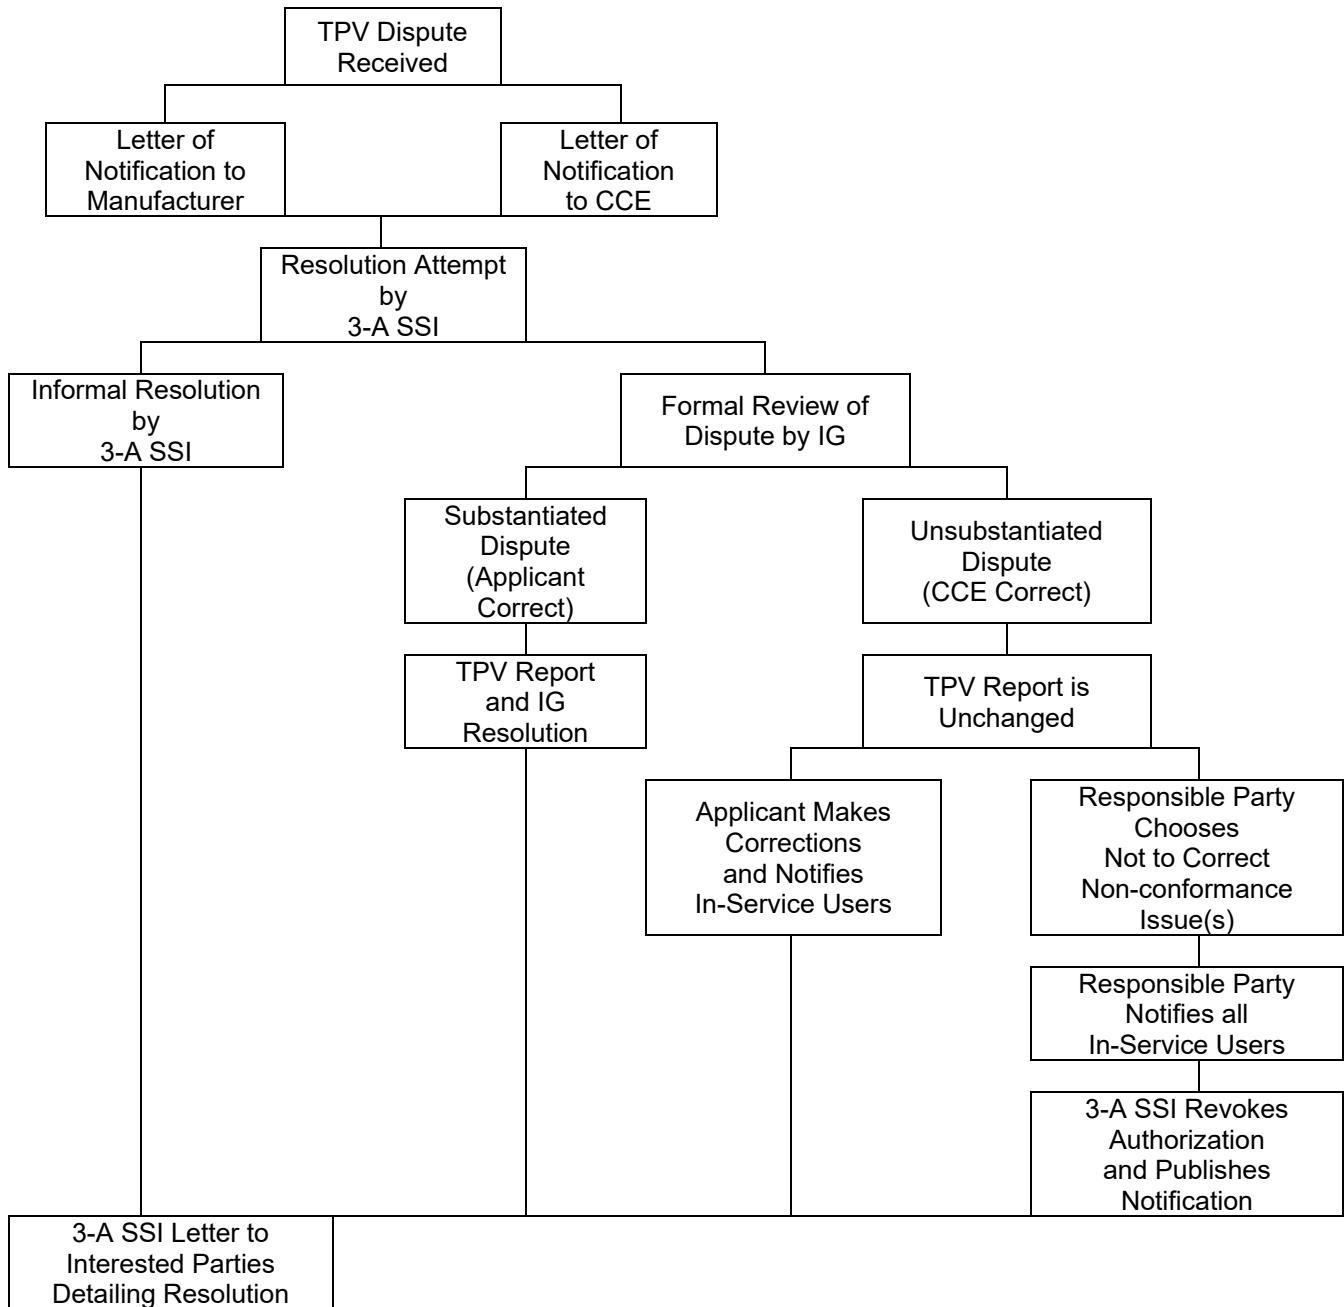 TPV Dispute
Received
Letter of
Notification to
Manufacturer
Letter of
Notification
to CCE
Resolution Attempt
by
3-A SSI
Informal Resolution
by
3-A SSI
Formal Review of
Dispute by IG
Substantiated
Dispute
(Applicant
Correct)
Unsubstantiated
Dispute
(CCE Correct)
TPV Report
and IG
Resolution
TPV Report is
Unchanged
Applicant Makes
Corrections
and Notifies
In-Service Users
Responsible Party
Chooses
Not to Correct
Non-conformance
Issue(s)
Responsible Party
Notifies all
In-Service Users
3-A SSI Revokes
Authorization
and Publishes
Notification
3-A SSI Letter to
Interested Parties
Detailing Resolution